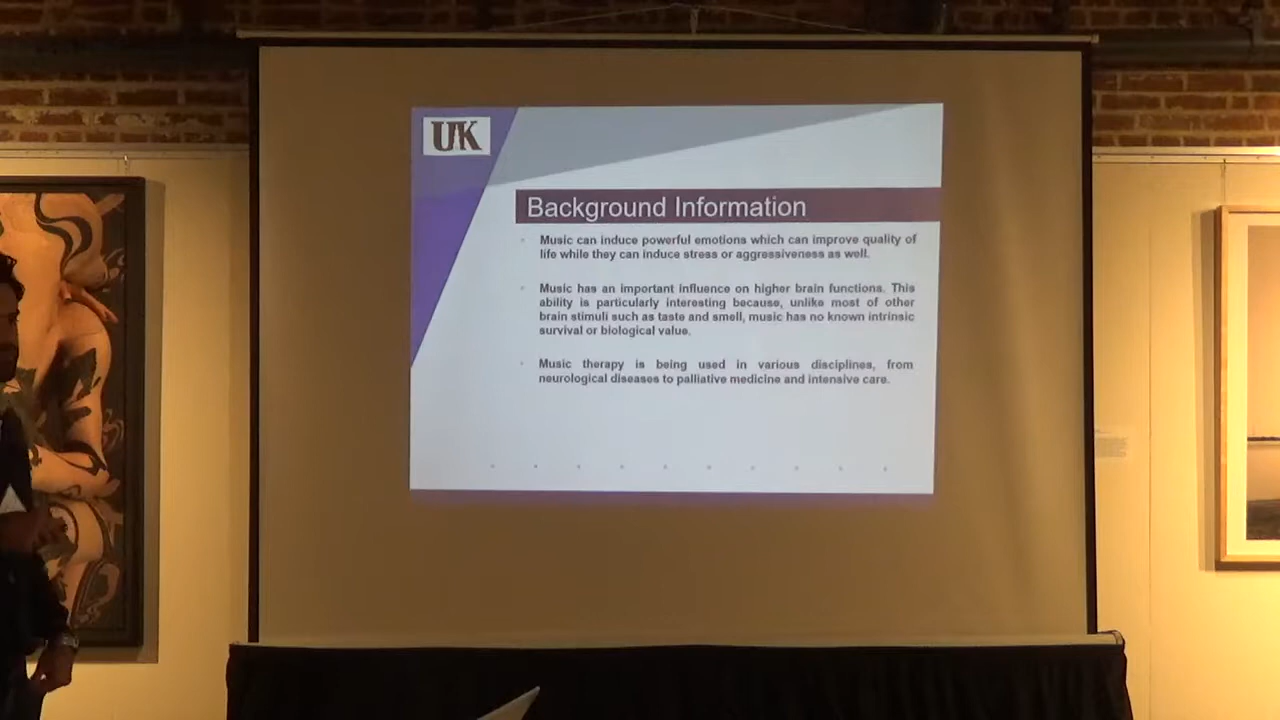 UK
Background Information
Music can induce powerful emotions which can improve quality of
life while they can induce stress or aggressiveness as well.
Music has an important influence on higher brain functions. This
ability is particularly interesting because, unlike most of other
brain stimuli such as taste and smell, music has no known intrinsic
survival or biological value.
Music therapy is being used in various disciplines, from
neurological diseases to palliative medicine and intensive care.